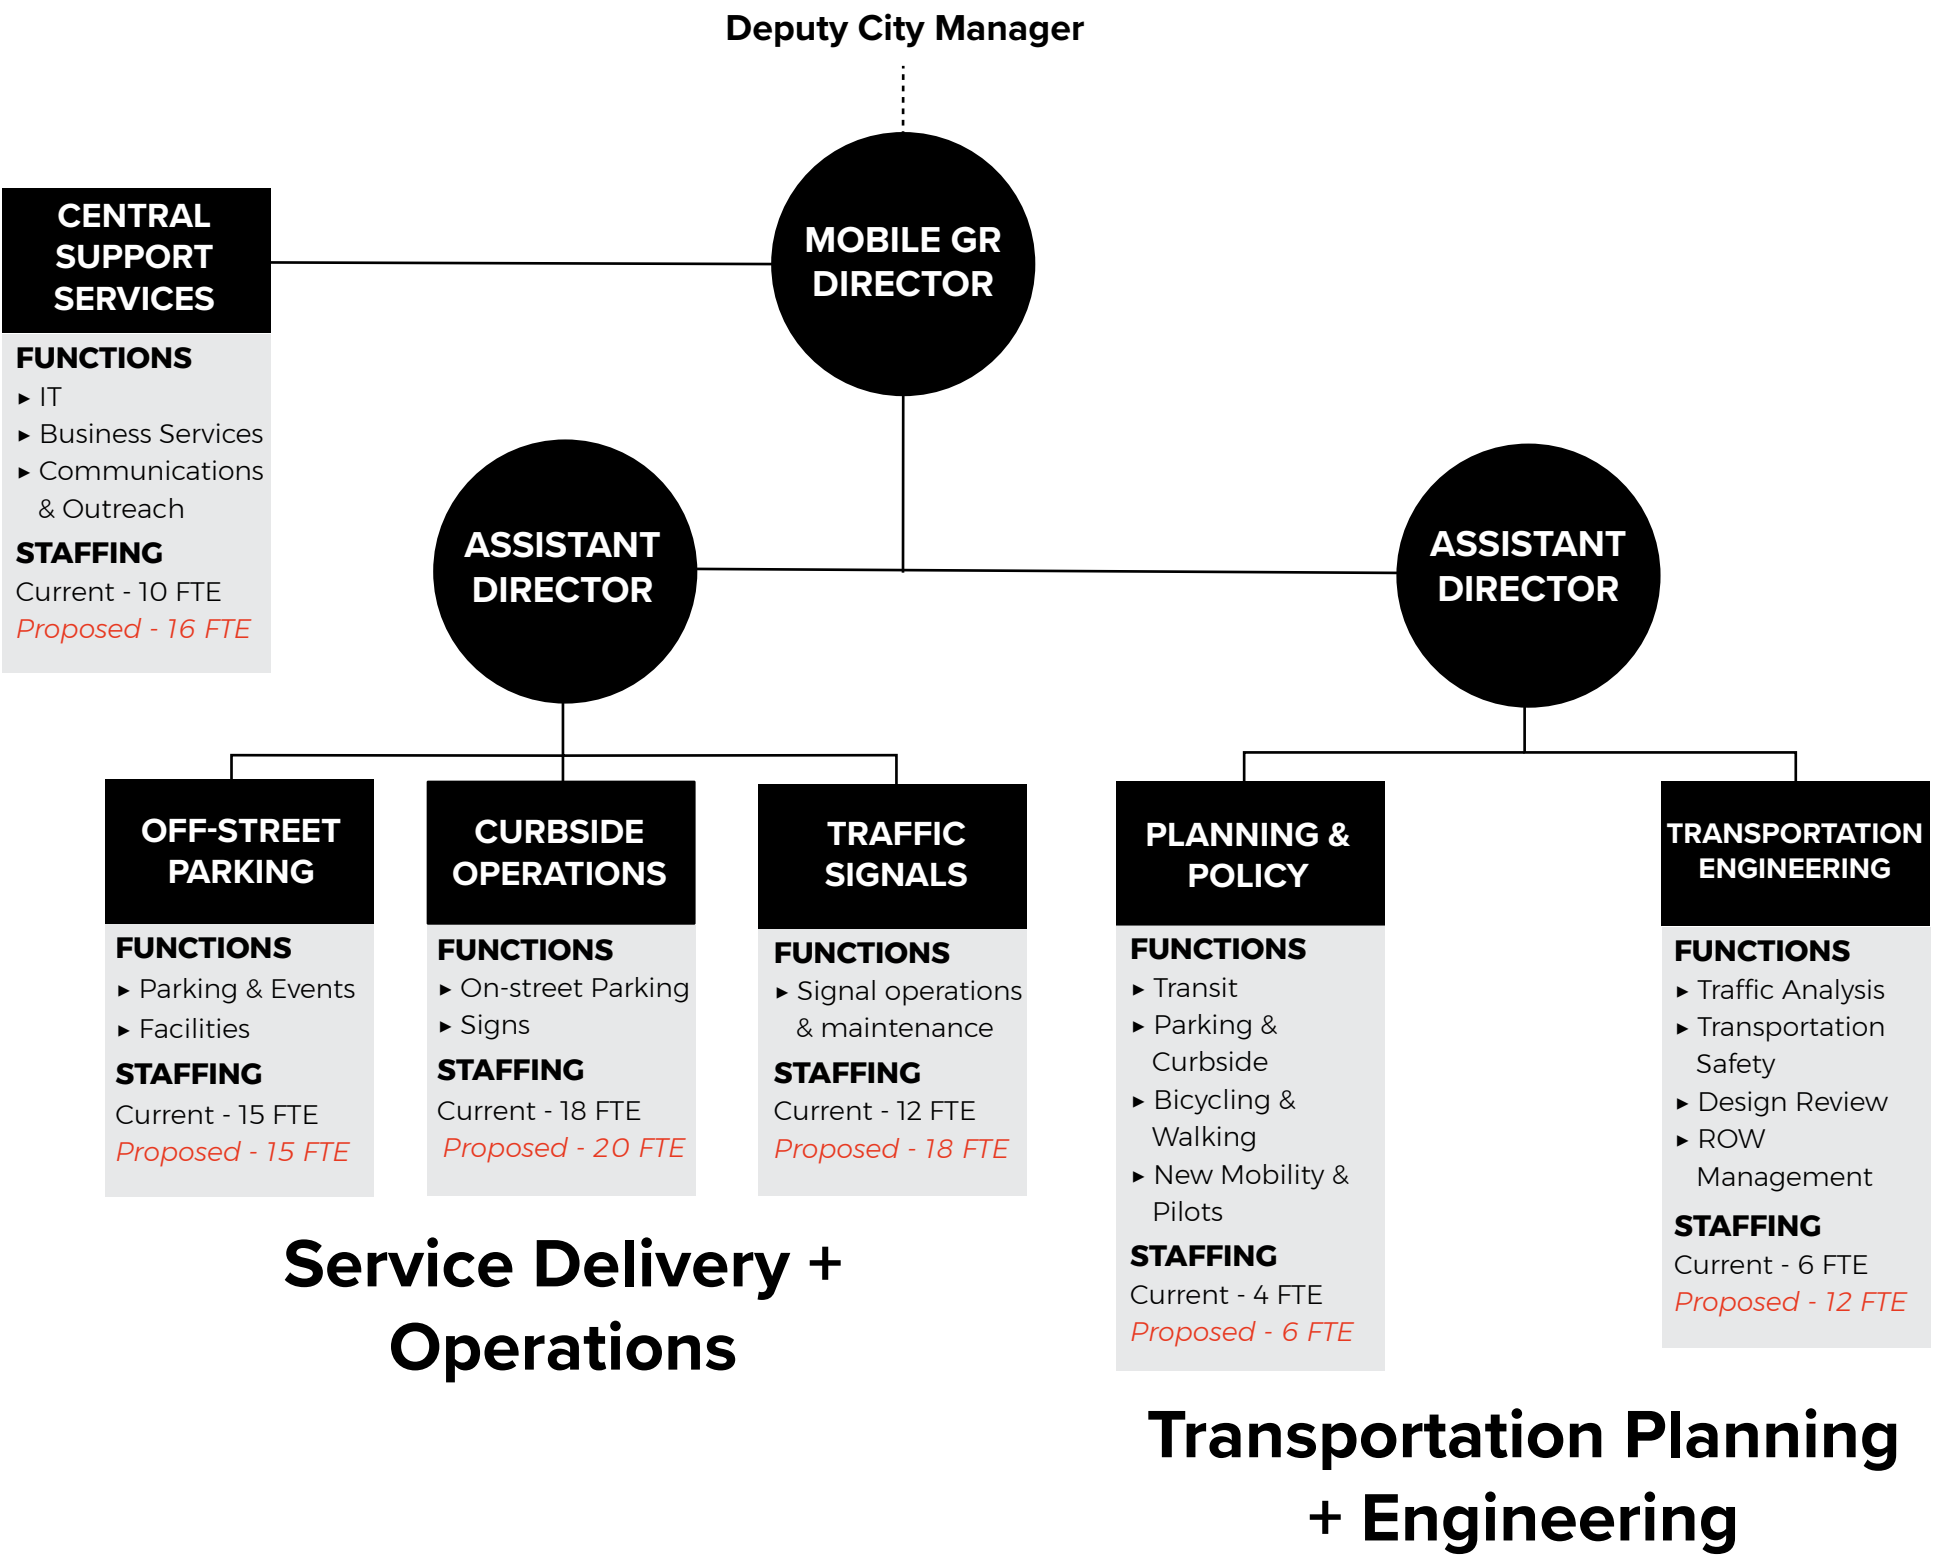 Deputy City Manager
MOBILE GR
DIRECTOR
CENTRAL
SUPPORT
SERVICES
FUNCTIONS
▸ IT
▸ Business Services
▸ Communications
& Outreach
STAFFING
Current - 10 FTE
Proposed - 16 FTE
ASSISTANT
DIRECTOR
ASSISTANT
DIRECTOR
OFF-STREET
PARKING
FUNCTIONS
▸ Parking & Events
▸ Facilities
STAFFING
Current - 15 FTE
Proposed - 15 FTE
CURBSIDE
OPERATIONS
FUNCTIONS
▸ On-street Parking
▸ Signs
STAFFING
Current - 18 FTE
Proposed - 20 FTE
TRAFFIC
SIGNALS
FUNCTIONS
▸ Signal operations
& maintenance
STAFFING
Current - 12 FTE
Proposed - 18 FTE
Service Delivery +
Operations
PLANNING &
POLICY
FUNCTIONS
▸ Transit
▸ Parking &
Curbside
▸ Bicycling &
Walking
▸ New Mobility &
Pilots
STAFFING
Current - 4 FTE
Proposed - 6 FTE
TRANSPORTATION
ENGINEERING
FUNCTIONS
▸ Traffic Analysis
▸ Transportation
Safety
▸ Design Review
▸ ROW
Management
STAFFING
Current - 6 FTE
Proposed - 12 FTE
Transportation Planning
+ Engineering